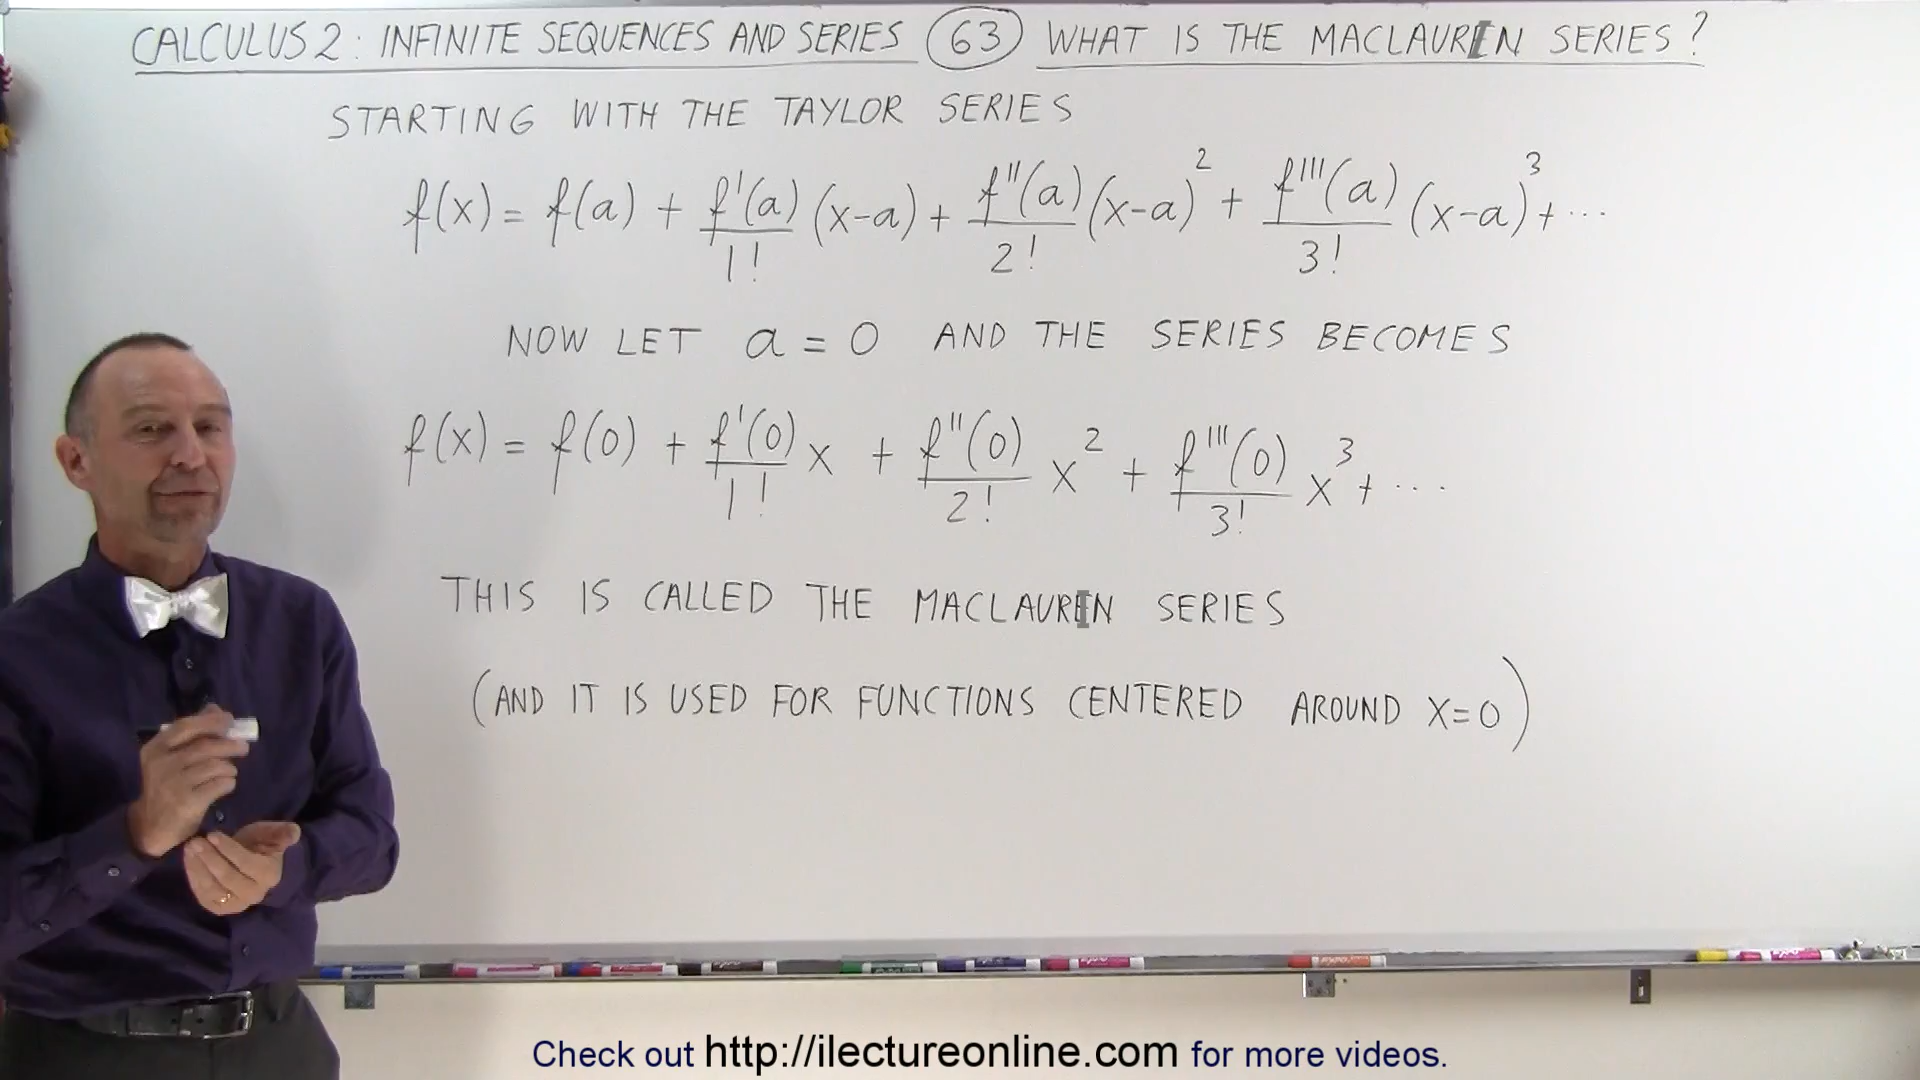 CALCULUS 2: INFINITE SEQUENCES AND SERIES 63 WHAT IS THE MACLAURIN SERIES?
STARTING WITH THE TAYLOR SERIES
f(x) = f(a) + f'(a)/1! (x-a) + f''(a)/2! (x-a)² + f'''(a)/3! (x-a)³ + ...
NOW LET a = 0 AND THE SERIES BECOMES
f(x) = f(0) + f'(0)/1! x + f''(0)/2! x² + f'''(0)/3! x³ + ...
THIS IS CALLED THE MACLAURIN SERIES
(AND IT IS USED FOR FUNCTIONS CENTERED AROUND X=0)
Check out http://ilectureonline.com for more videos.